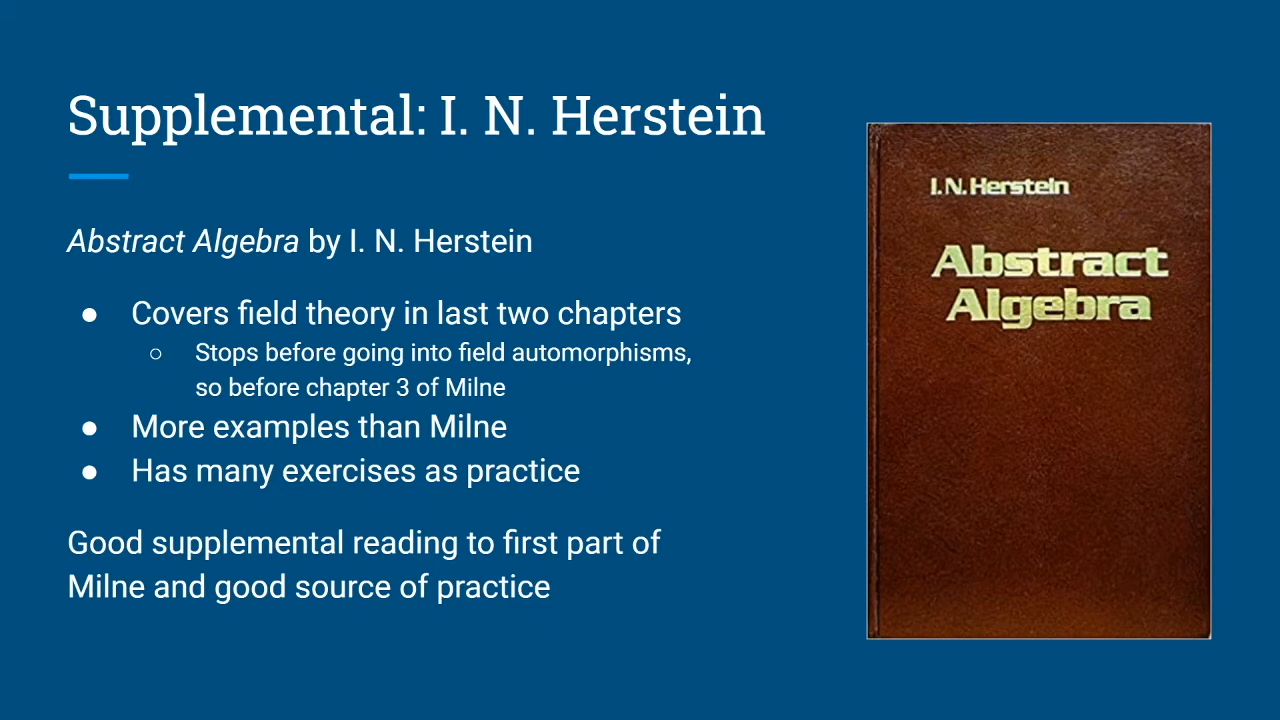 Supplemental: I. N. Herstein
Abstract Algebra by I. N. Herstein
● Covers field theory in last two chapters
○ Stops before going into field automorphisms,
so before chapter 3 of Milne
● More examples than Milne
● Has many exercises as practice
Good supplemental reading to first part of
Milne and good source of practice
I. N. Herstein
Abstract
Algebra